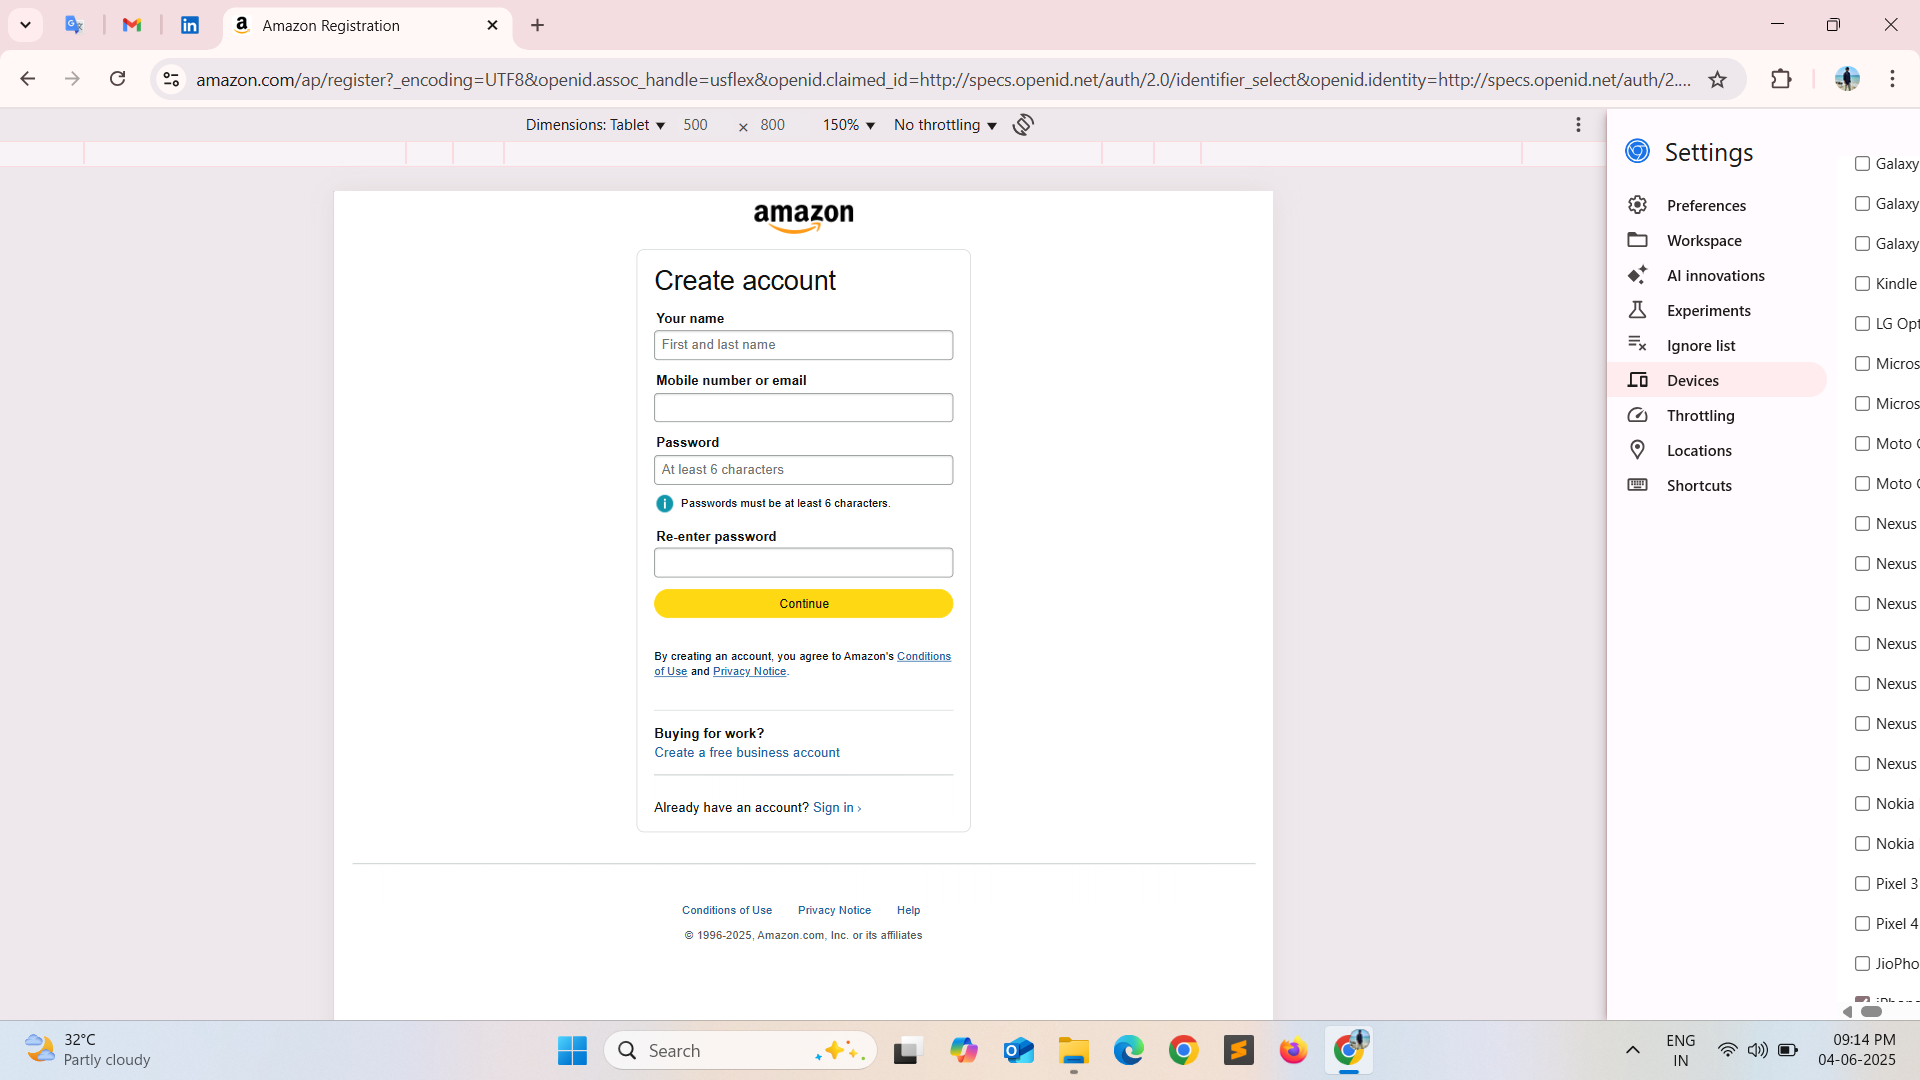 Amazon Registration
amazon.com/ap/register?_encoding=UTF8&openid.assoc_handle=usflex&openid.claimed_id=http://specs.openid.net/auth/2.0/identifier_select&openid.identity=http://specs.openid.net/auth/2....
Dimensions: Tablet 500 × 800 150% No throttling
amazon
Create account
Your name
First and last name
Mobile number or email
Password
At least 6 characters
i Passwords must be at least 6 characters.
Re-enter password
Continue
By creating an account, you agree to Amazon's Conditions
of Use and Privacy Notice.
Buying for work?
Create a free business account
Already have an account? Sign in ›
Conditions of Use Privacy Notice Help
© 1996-2025, Amazon.com, Inc. or its affiliates
Settings
Preferences
Workspace
AI innovations
Experiments
Ignore list
Devices
Throttling
Locations
Shortcuts
Galaxy
Galaxy
Galaxy
Kindle
LG Opt
Micros
Micros
Moto G
Moto G
Nexus
Nexus
Nexus
Nexus
Nexus
Nexus
Nexus
Nokia
Nokia
Pixel 3
Pixel 4
JioPho
32°C
Partly cloudy
Search
ENG
IN
09:14 PM
04-06-2025